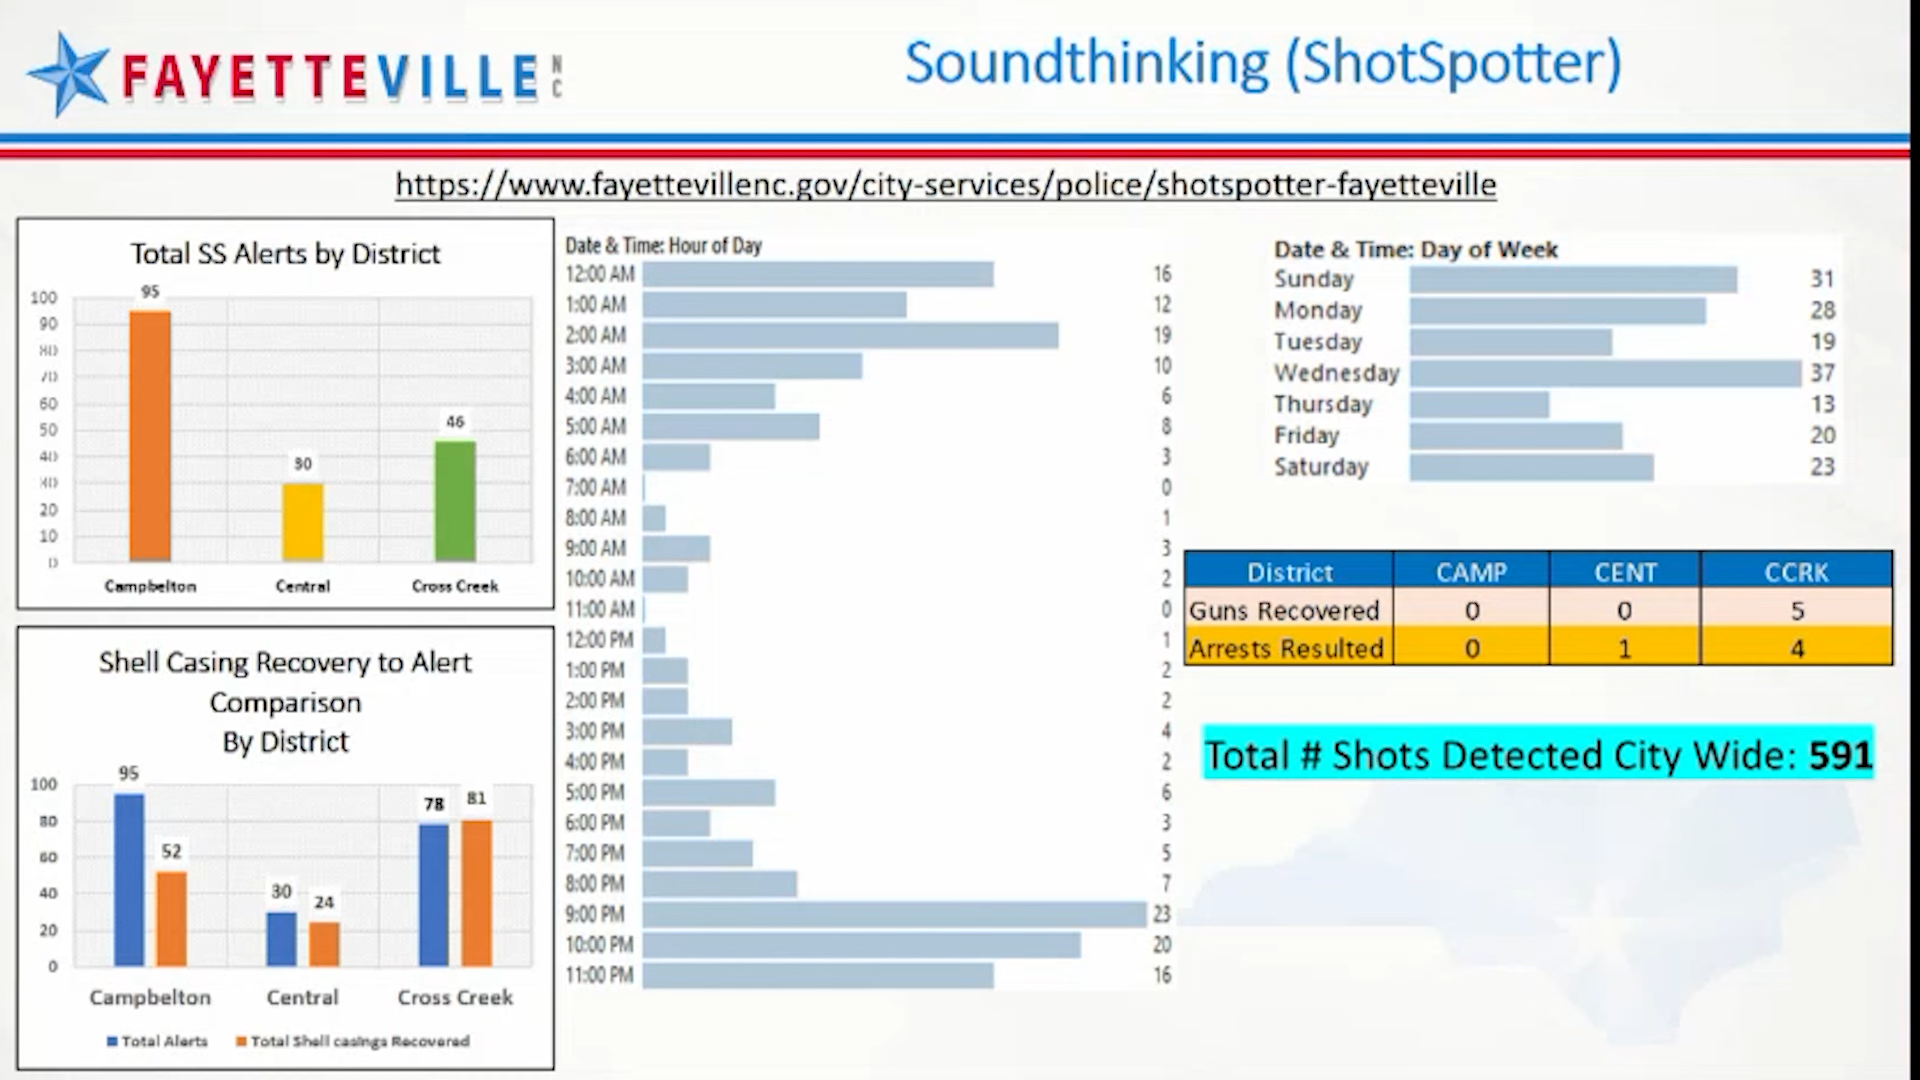 FAYETTEVILLE NC
Soundthinking (ShotSpotter)
https://www.fayettevillenc.gov/city-services/police/shotspotter-fayetteville
Total SS Alerts by District
100
90
80
70
60
50
40
30
20
10
0
95
30
46
Campbelton Central Cross Creek
Shell Casing Recovery to Alert
Comparison
By District
100
80
60
40
20
0
95
52
30
24
78
81
Campbelton Central Cross Creek
Total Alerts Total Shell casings Recovered
Date & Time: Hour of Day
12:00 AM 16
1:00 AM 12
2:00 AM 19
3:00 AM 10
4:00 AM 6
5:00 AM 8
6:00 AM 3
7:00 AM 0
8:00 AM 1
9:00 AM 3
10:00 AM 2
11:00 AM 0
12:00 PM 1
1:00 PM 2
2:00 PM 2
3:00 PM 4
4:00 PM 2
5:00 PM 6
6:00 PM 3
7:00 PM 5
8:00 PM 7
9:00 PM 23
10:00 PM 20
11:00 PM 16
Date & Time: Day of Week
Sunday 31
Monday 28
Tuesday 19
Wednesday 37
Thursday 13
Friday 20
Saturday 23
District CAMP CENT CCRK
Guns Recovered 0 0 5
Arrests Resulted 0 1 4
Total # Shots Detected City Wide: 591